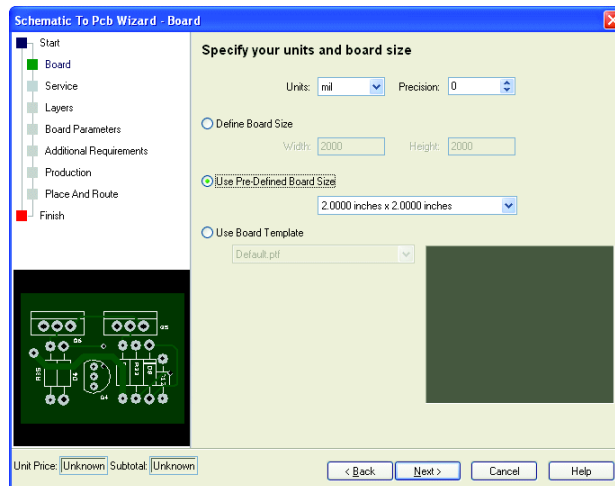 Schematic To Pcb Wizard - Board
Start
Board
Service
Layers
Board Parameters
Additional Requirements
Production
Place And Route
Finish
Specify your units and board size
Units: mil Precision: 0
Define Board Size
Width: 2000 Height: 2000
Use Pre-Defined Board Size
2.0000 inches x 2.0000 inches
Use Board Template
Default.ptf
Unit Price: Unknown Subtotal: Unknown
< Back Next > Cancel Help